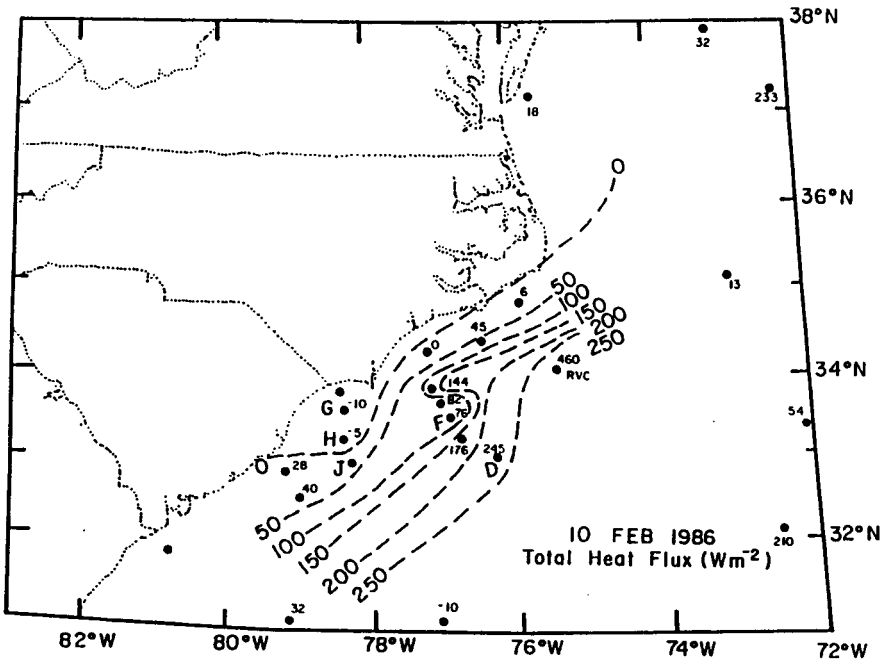 38°N
32
233
18
0
36°N
13
6
50
100
150
200
250
45
0
460
RVC
34°N
144
82
F 76
G -10
H -5
54
176
245
D
0
28
J
40
50
100
150
200
250
10 FEB 1986
Total Heat Flux (Wm⁻²)
210
32°N
32
-10
82°W
80°W
78°W
76°W
74°W
72°W